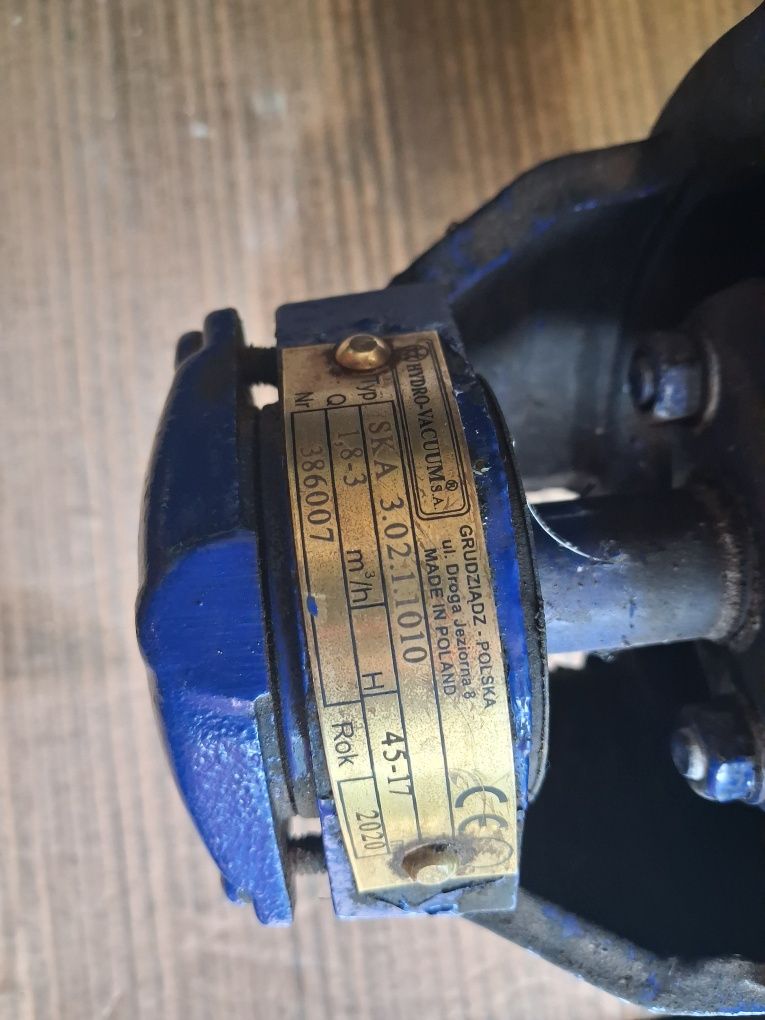 HYDRO-VACUUM® S.A.
GRUDZIĄDZ - POLSKA
ul. Droga Jeziorna 8
MADE IN POLAND
CE
Typ SKA 3.02.1.1010
Q 1,8-3 m³/h H 45-17
Nr 386007 Rok 2020